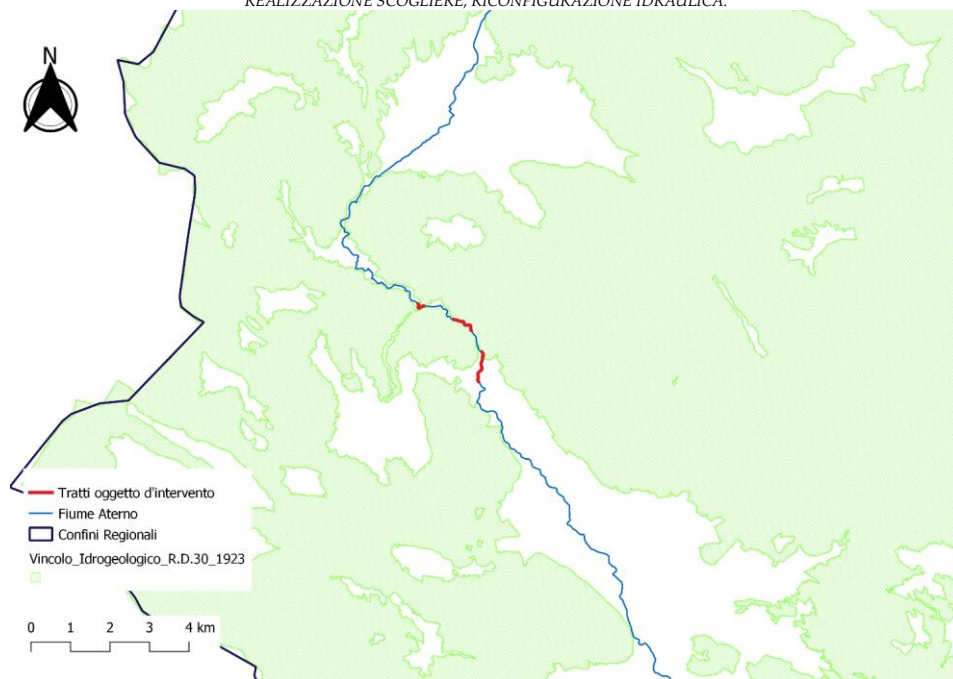 REALIZZAZIONE SCOGLIERE, RICONFIGURAZIONE IDRAULICA.
N
Tratti oggetto d'intervento
Fiume Aterno
Confini Regionali
Vincolo_Idrogeologico_R.D.30_1923
0 1 2 3 4 km